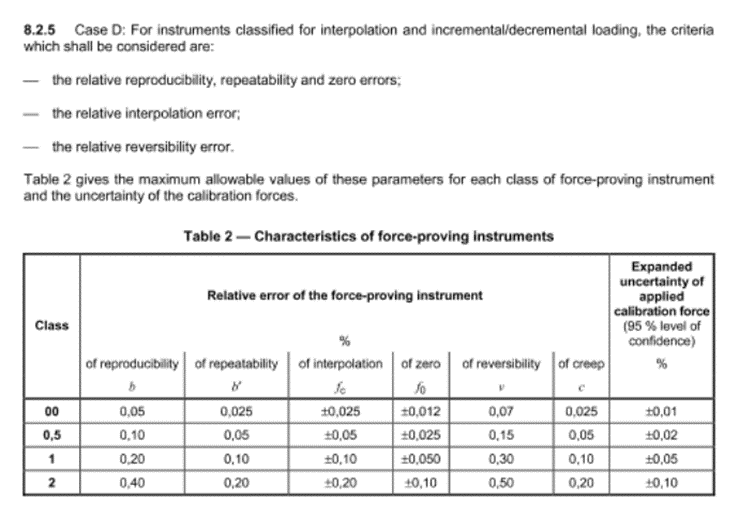 8.2.5 Case D: For instruments classified for interpolation and incremental/decremental loading, the criteria
which shall be considered are:
— the relative reproducibility, repeatability and zero errors;
— the relative interpolation error;
— the relative reversibility error.
Table 2 gives the maximum allowable values of these parameters for each class of force-proving instrument
and the uncertainty of the calibration forces.
Table 2 — Characteristics of force-proving instruments
Class
Relative error of the force-proving instrument
%
Expanded
uncertainty of
applied
calibration force
(95 % level of
confidence)
%
of reproducibility of repeatability of interpolation of zero of reversibility of creep
b b′ fc f0 ν c
00 0,05 0,025 ±0,025 ±0,012 0,07 0,025 ±0,01
0,5 0,10 0,05 ±0,05 ±0,025 0,15 0,05 ±0,02
1 0,20 0,10 ±0,10 ±0,050 0,30 0,10 ±0,05
2 0,40 0,20 ±0,20 ±0,10 0,50 0,20 ±0,10